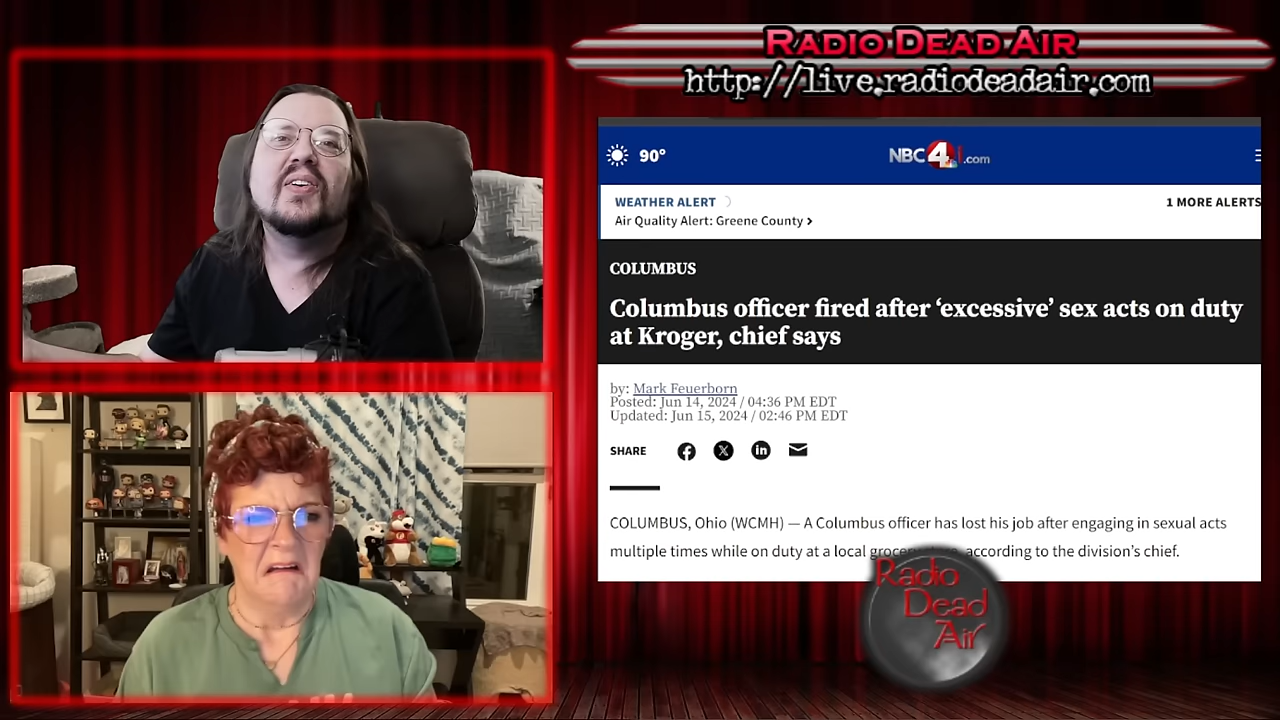 RADIO DEAD AIR
http://live.radiodeadair.com
90°
NBC4i.com
WEATHER ALERT
1 MORE ALERTS
Air Quality Alert: Greene County
COLUMBUS
Columbus officer fired after ‘excessive’ sex acts on duty
at Kroger, chief says
by: Mark Feuerborn
Posted: Jun 14, 2024 / 04:36 PM EDT
Updated: Jun 15, 2024 / 02:46 PM EDT
SHARE
COLUMBUS, Ohio (WCMH) — A Columbus officer has lost his job after engaging in sexual acts
multiple times while on duty at a local according to the division’s chief.
Radio
Dead
Air